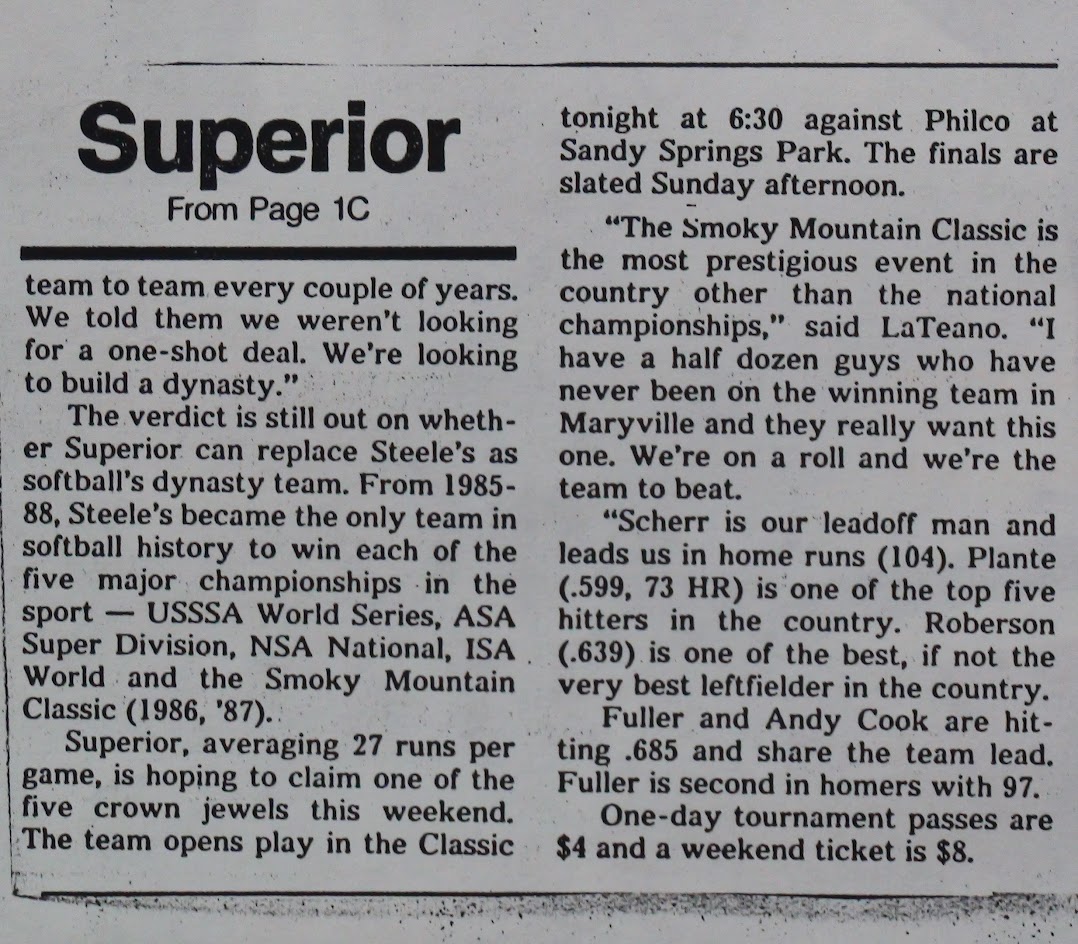 Superior
From Page 1C
team to team every couple of years.
We told them we weren't looking
for a one-shot deal. We're looking
to build a dynasty."
The verdict is still out on wheth-
er Superior can replace Steele's as
softball's dynasty team. From 1985-
88, Steele's became the only team in
softball history to win each of the
five major championships in the
sport — USSSA World Series, ASA
Super Division, NSA National, ISA
World and the Smoky Mountain
Classic (1986, '87).
Superior, averaging 27 runs per
game, is hoping to claim one of the
five crown jewels this weekend.
The team opens play in the Classic
tonight at 6:30 against Philco at
Sandy Springs Park. The finals are
slated Sunday afternoon.
"The Smoky Mountain Classic is
the most prestigious event in the
country other than the national
championships," said LaTeano. "I
have a half dozen guys who have
never been on the winning team in
Maryville and they really want this
one. We're on a roll and we're the
team to beat.
"Scherr is our leadoff man and
leads us in home runs (104). Plante
(.599, 73 HR) is one of the top five
hitters in the country. Roberson
(.639) is one of the best, if not the
very best leftfielder in the country.
Fuller and Andy Cook are hit-
ting .685 and share the team lead.
Fuller is second in homers with 97.
One-day tournament passes are
$4 and a weekend ticket is $8.